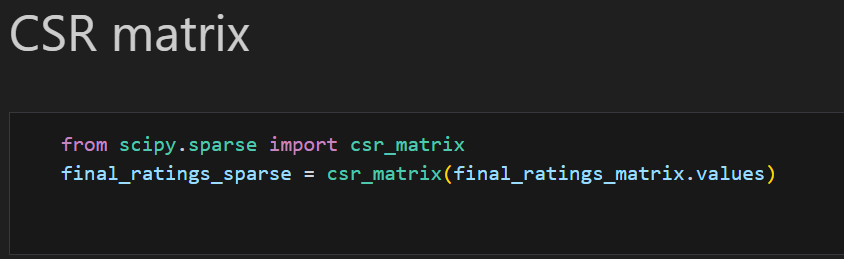 CSR matrix
from scipy.sparse import csr_matrix
final_ratings_sparse = csr_matrix(final_ratings_matrix.values)